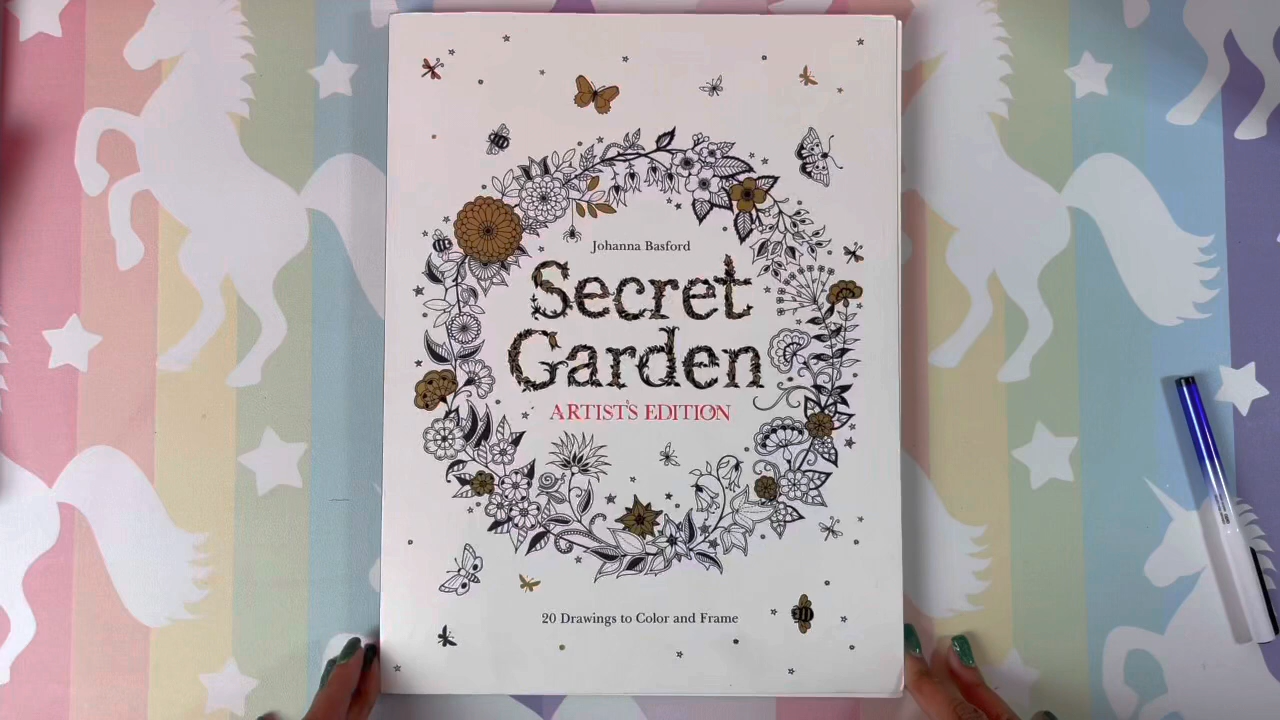 Johanna Basford
Secret
Garden
ARTIST'S EDITION
20 Drawings to Color and Frame